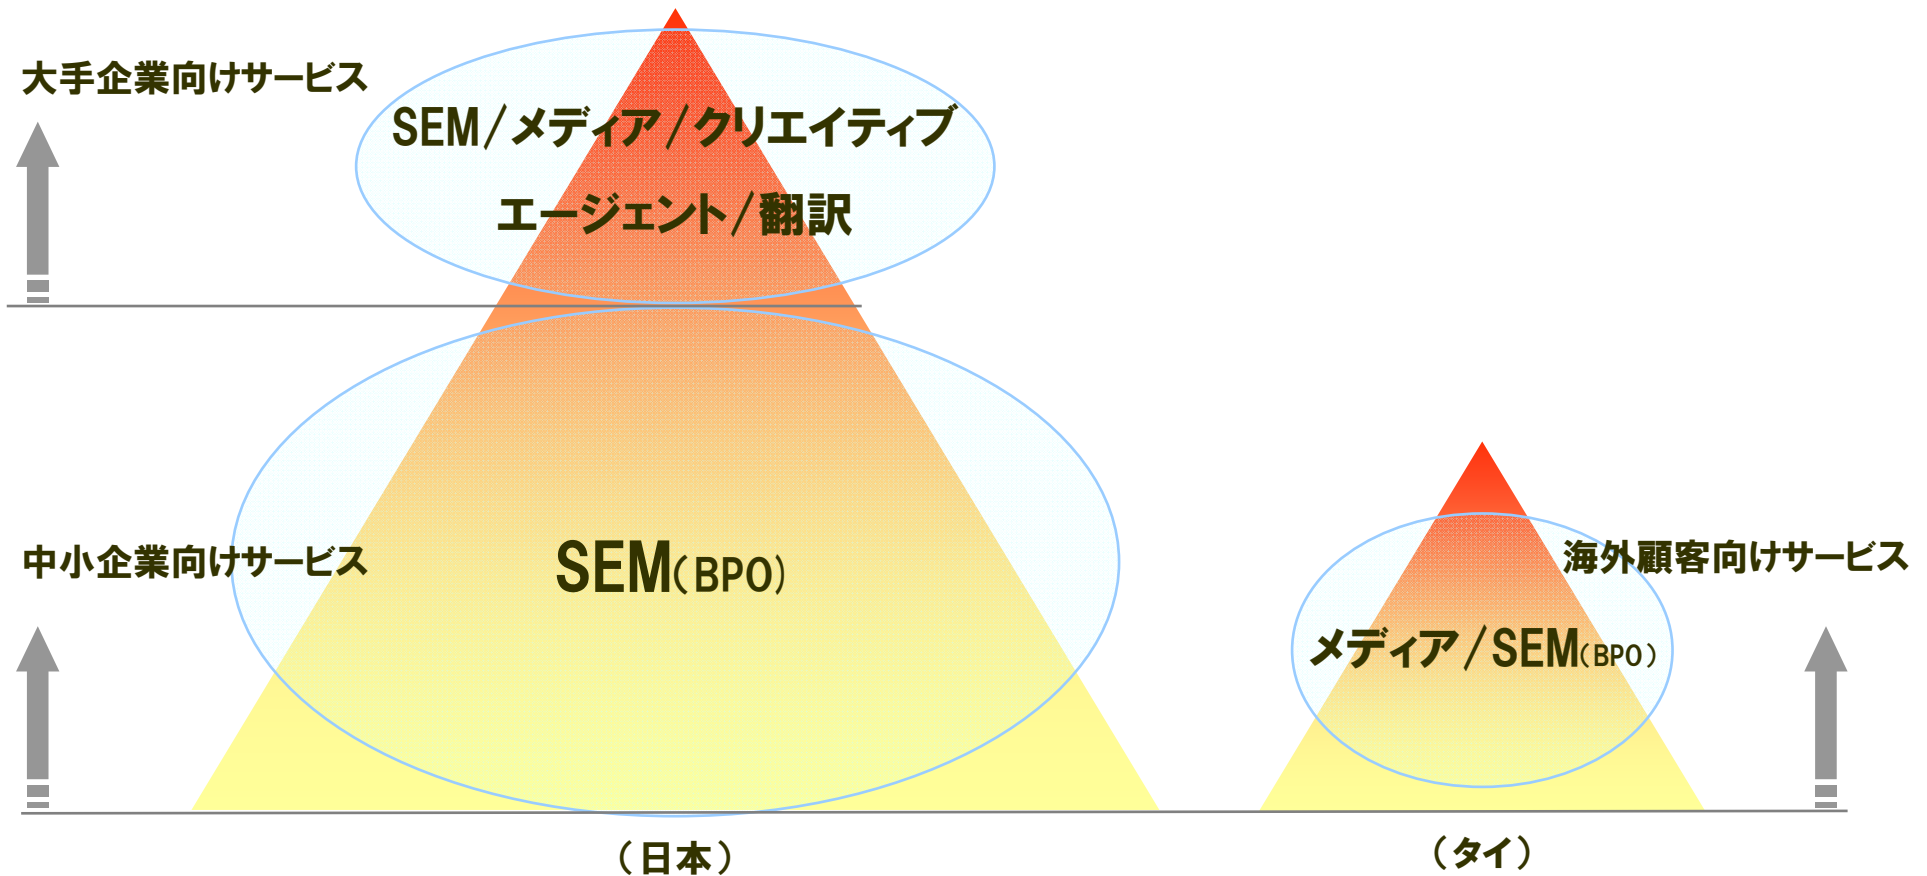 大手企業向けサービス
SEM/メディア/クリエイティブ
エージェント/翻訳
中小企業向けサービス
SEM(BPO)
海外顧客向けサービス
メディア/SEM(BPO)
(日本)
(タイ)